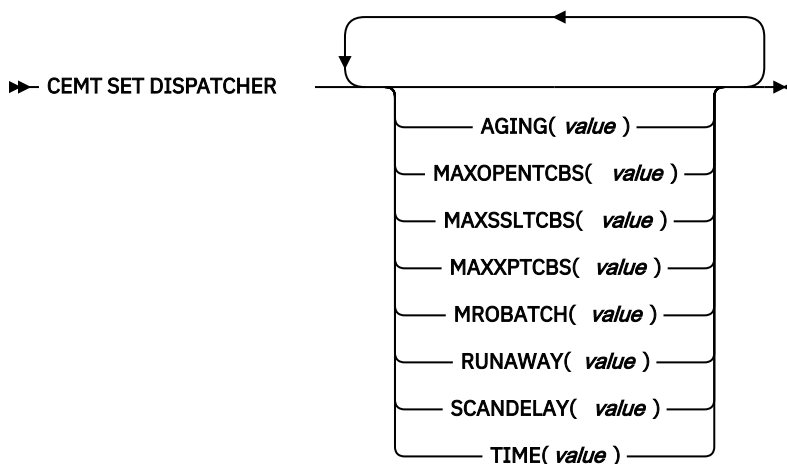 CEMT SET DISPATCHER
AGING( value )
MAXOPENTCBS( value )
MAXSSLTCBS( value )
MAXXPTCBS( value )
MROBATCH( value )
RUNAWAY( value )
SCANDELAY( value )
TIME( value )